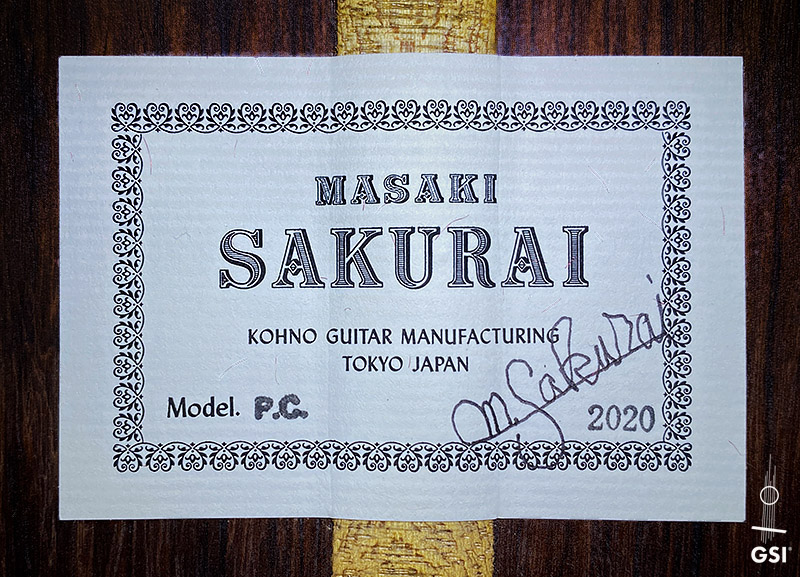 MASAKI
SAKURAI
KOHNO GUITAR MANUFACTURING
TOKYO JAPAN
Model. P.C.
M. Sakurai
2020
GSI